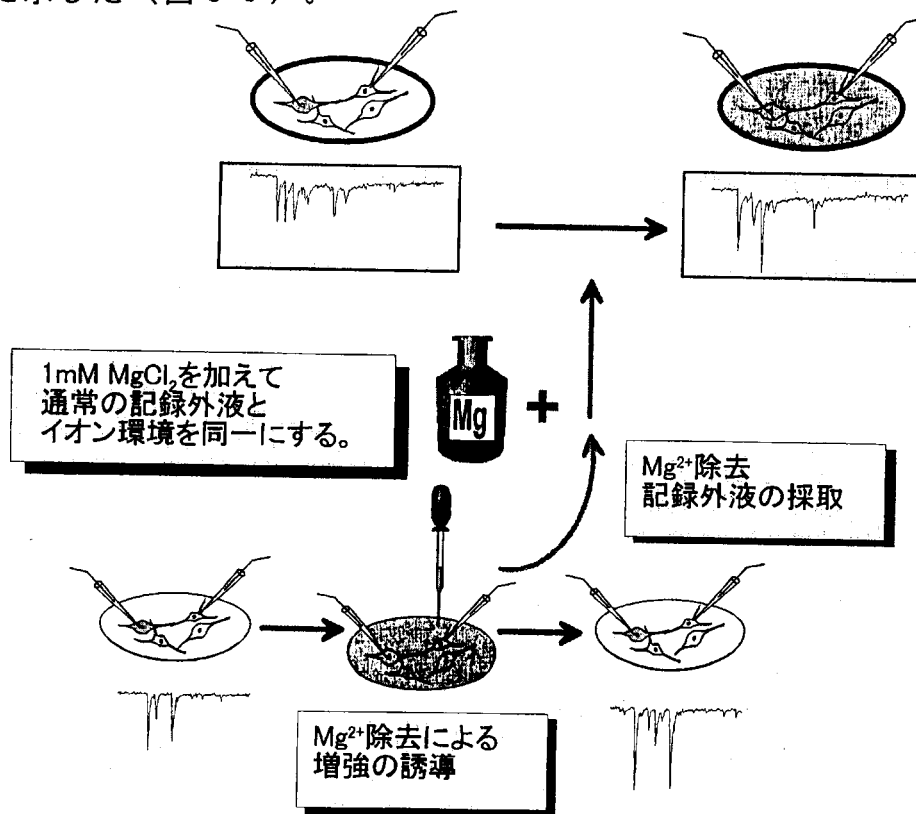 1mM MgCl₂を加えて
通常の記録外液と
イオン環境を同一にする。
Mg
+
Mg²⁺除去
記録外液の採取
Mg²⁺除去による
増強の誘導